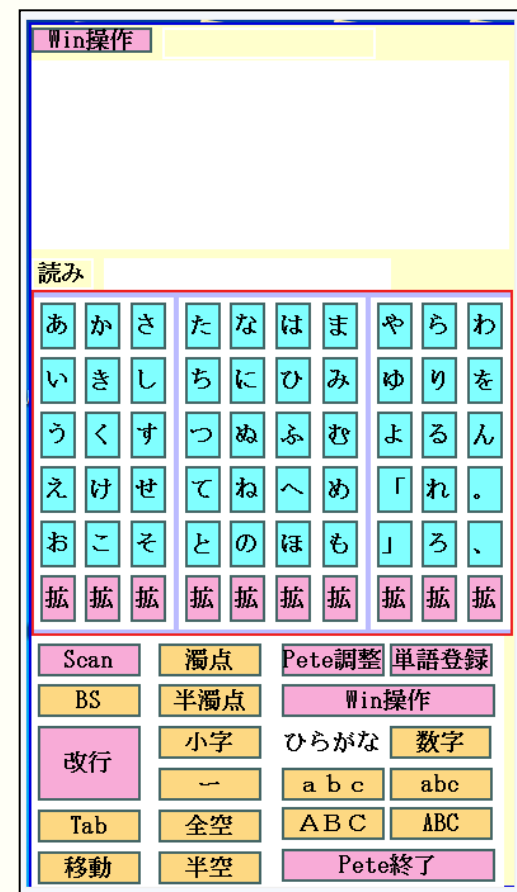 Win操作
読み
あ か さ た な は ま や ら わ
い き し ち に ひ み ゆ り を
う く す つ ぬ ふ む よ る ん
え け せ て ね へ め 「 れ 。
お こ そ と の ほ も 」 ろ 、
拡 拡 拡 拡 拡 拡 拡 拡 拡 拡
Scan 濁点 Pete調整 単語登録
BS 半濁点 Win操作
改行 小字 ひらがな 数字
ー ａｂｃ abc
Tab 全空 ＡＢＣ ABC
移動 半空 Pete終了